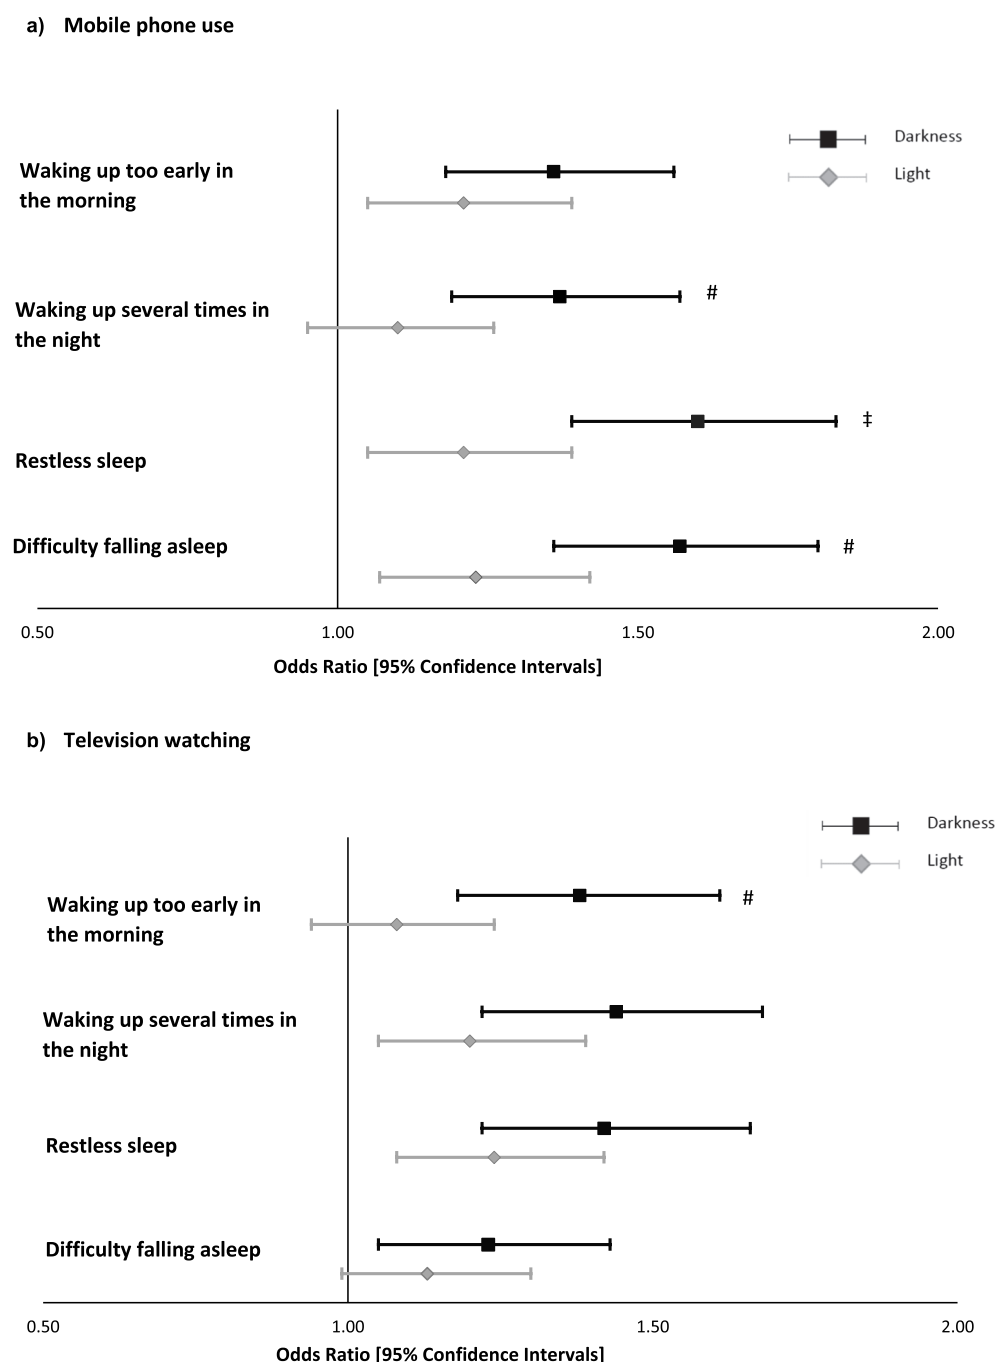 a) Mobile phone use
Darkness
Light
Waking up too early in
the morning
#
Waking up several times in
the night
‡
Restless sleep
Difficulty falling asleep
#
0.50 1.00 1.50 2.00
Odds Ratio [95% Confidence Intervals]
b) Television watching
Darkness
Light
Waking up too early in
the morning
#
Waking up several times in
the night
Restless sleep
Difficulty falling asleep
0.50 1.00 1.50 2.00
Odds Ratio [95% Confidence Intervals]